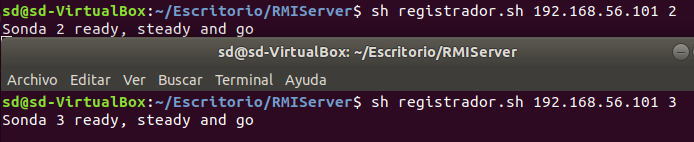 sd@sd-VirtualBox:~/Escritorio/RMIServer$ sh registrador.sh 192.168.56.101 2
Sonda 2 ready, steady and go
sd@sd-VirtualBox: ~/Escritorio/RMIServer
Archivo Editar Ver Buscar Terminal Ayuda
sd@sd-VirtualBox:~/Escritorio/RMIServer$ sh registrador.sh 192.168.56.101 3
Sonda 3 ready, steady and go